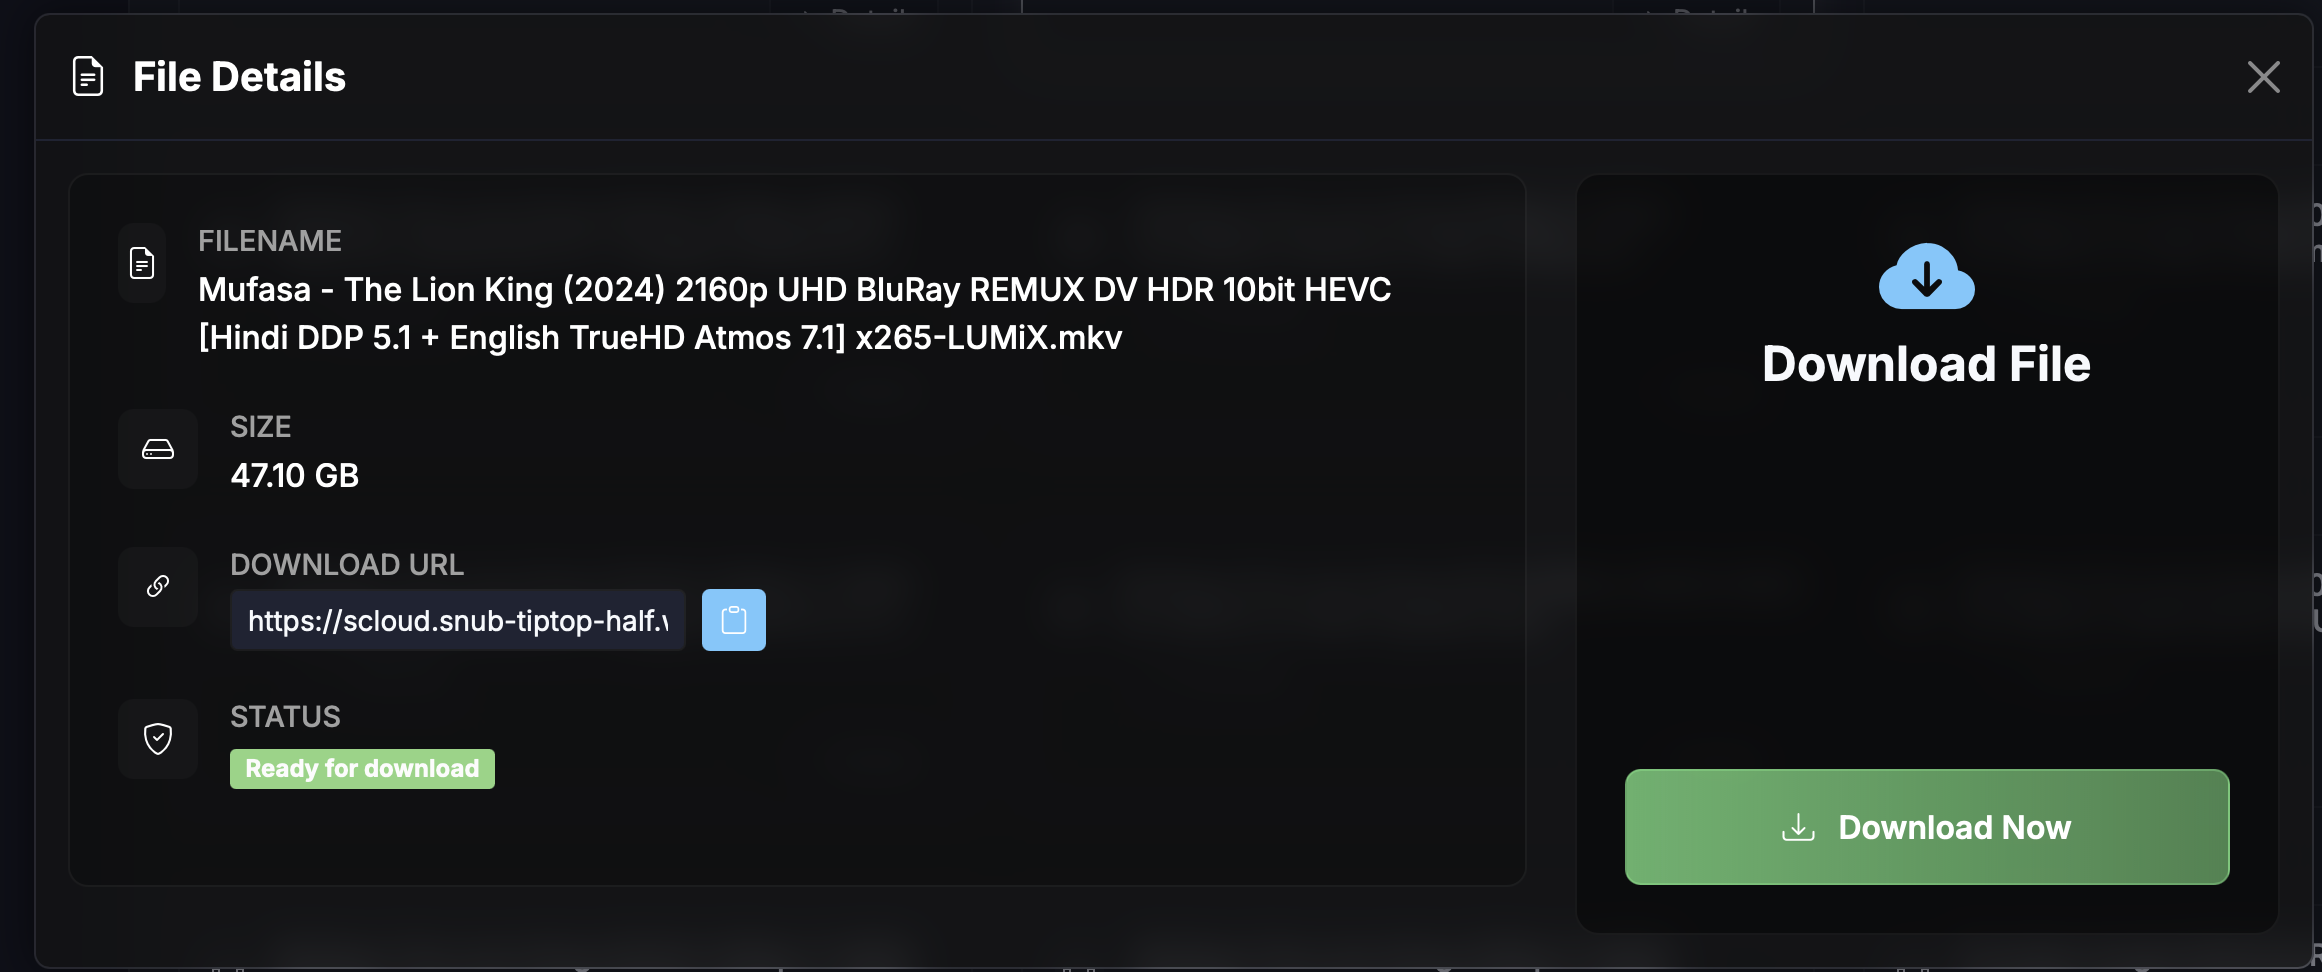 File Details
FILENAME
Mufasa - The Lion King (2024) 2160p UHD BluRay REMUX DV HDR 10bit HEVC
[Hindi DDP 5.1 + English TrueHD Atmos 7.1] x265-LUMiX.mkv
SIZE
47.10 GB
DOWNLOAD URL
https://scloud.snub-tiptop-half.
STATUS
Ready for download
Download File
Download Now